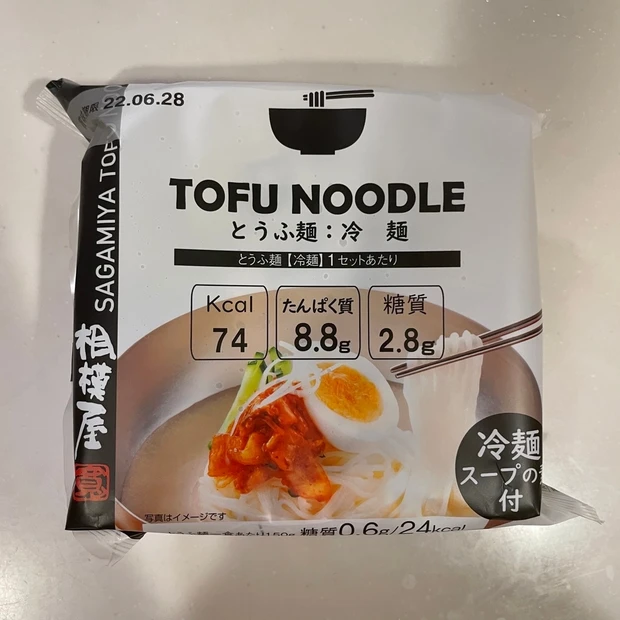 22.06.28
SAGAMIYA
相模屋
TOFU NOODLE
とうふ麺：冷 麺
とうふ麺【冷麺】1セットあたり
Kcal
74
たんぱく質
8.8g
糖質
2.8g
冷麺
スープの
付
写真はイメージです
糖質0.6g/24kcal